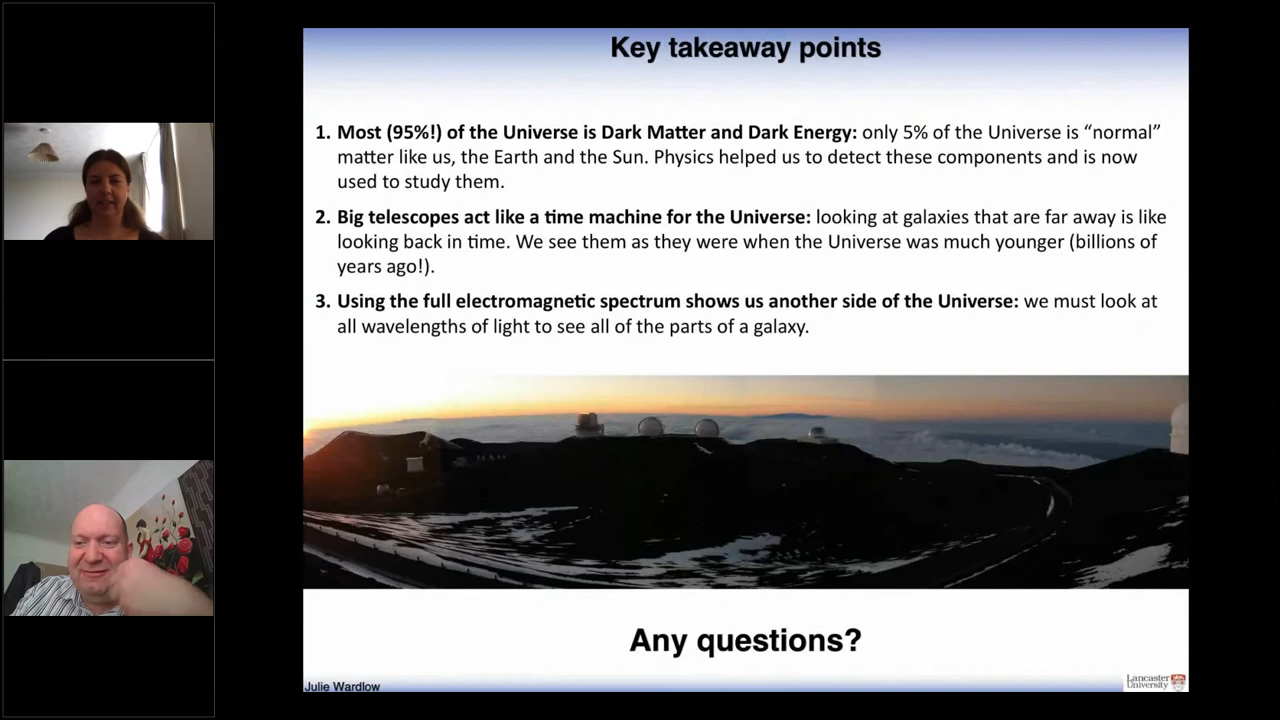 Key takeaway points
1. Most (95%!) of the Universe is Dark Matter and Dark Energy: only 5% of the Universe is “normal”
matter like us, the Earth and the Sun. Physics helped us to detect these components and is now
used to study them.
2. Big telescopes act like a time machine for the Universe: looking at galaxies that are far away is like
looking back in time. We see them as they were when the Universe was much younger (billions of
years ago!).
3. Using the full electromagnetic spectrum shows us another side of the Universe: we must look at
all wavelengths of light to see all of the parts of a galaxy.
Any questions?
Julie Wardlow
Lancaster
University